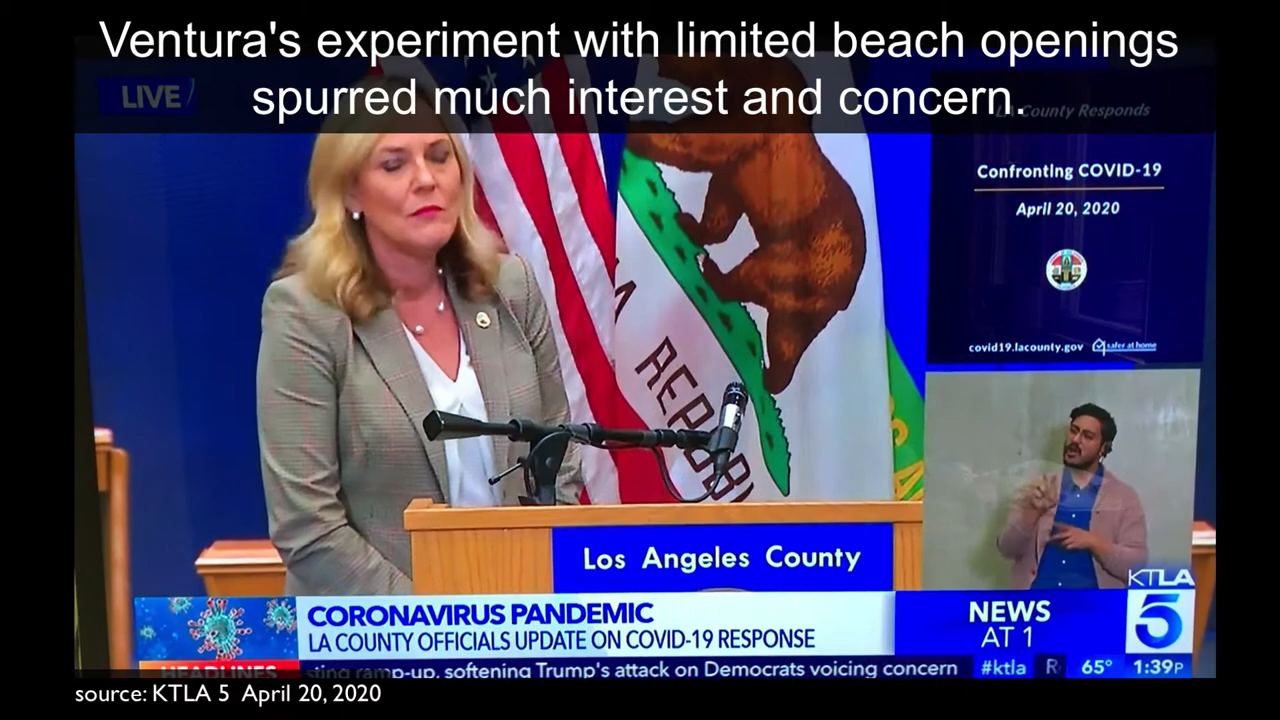 Ventura's experiment with limited beach openings
spurred much interest and concern.
LIVE
LA County Responds
Confronting COVID-19
April 20, 2020
covid19.lacounty.gov
safer at home
REPUB
Los Angeles County
KTLA
5
CORONAVIRUS PANDEMIC
LA COUNTY OFFICIALS UPDATE ON COVID-19 RESPONSE
NEWS
AT 1
HEADLINES
ramp-up, softening Trump's attack on Democrats voicing concern
#ktla
65°
1:39P
source: KTLA 5 April 20, 2020